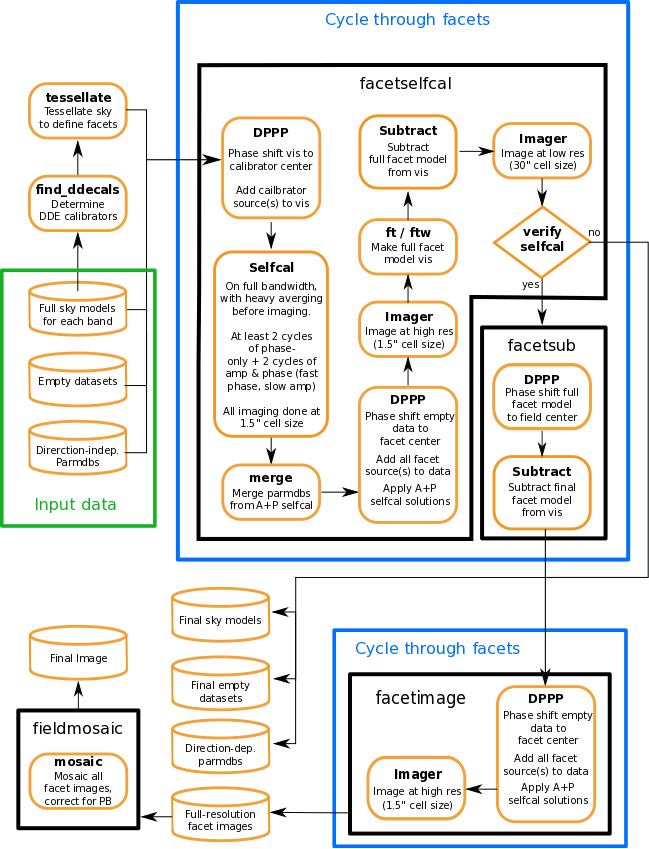 Cycle through facets
facetselfcal
tessellate
Tessellate sky
to define facets
find_ddecals
Determine
DDE calibrators
Full sky models
for each band
Empty datasets
Direrction-indep.
Parmdbs
Input data
DPPP
Phase shift vis to
calibrator center
Add cailbrator
source(s) to vis
Selfcal
On full bandwidth,
with heavy averaging
before imaging.
At least 2 cycles
of phase-
only + 2 cycles of
amp & phase (fast
phase, slow amp)
All imaging done at
1.5" cell size
merge
Merge parmdbs
from A+P selfcal
Subtract
Subtract
full facet model
from vis
ft / ftw
Make full facet
model vis
Imager
Image at high res
(1.5" cell size)
DPPP
Phase shift empty
data to
facet center
Add all facet
source(s) to data
Apply A+P
selfcal solutions
Imager
Image at low res
(30" cell size)
verify
selfcal
no
yes
facetsub
DPPP
Phase shift full
facet model
to field center
Subtract
Subtract final
facet model
from vis
Final sky models
Final empty
datasets
Direction-dep.
parmdbs
Full-resolution
facet images
Final Image
fieldmosaic
mosaic
Mosaic all
facet images,
correct for PB
Cycle through facets
facetimage
DPPP
Phase shift empty
data to
facet center
Add all facet
source(s) to data
Apply A+P
selfcal solutions
Imager
Image at high res
(1.5" cell size)